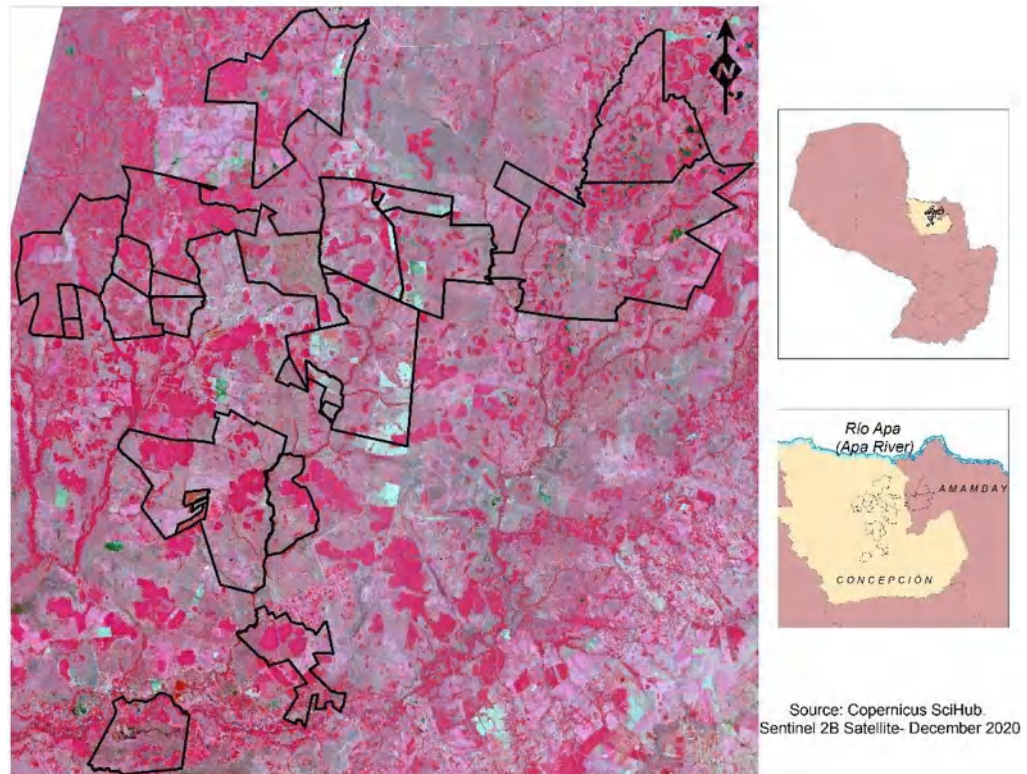 N
Río Apa
(Apa River)
AMAMBAY
CONCEPCIÓN
Source: Copernicus SciHub.
Sentinel 2B Satellite- December 2020